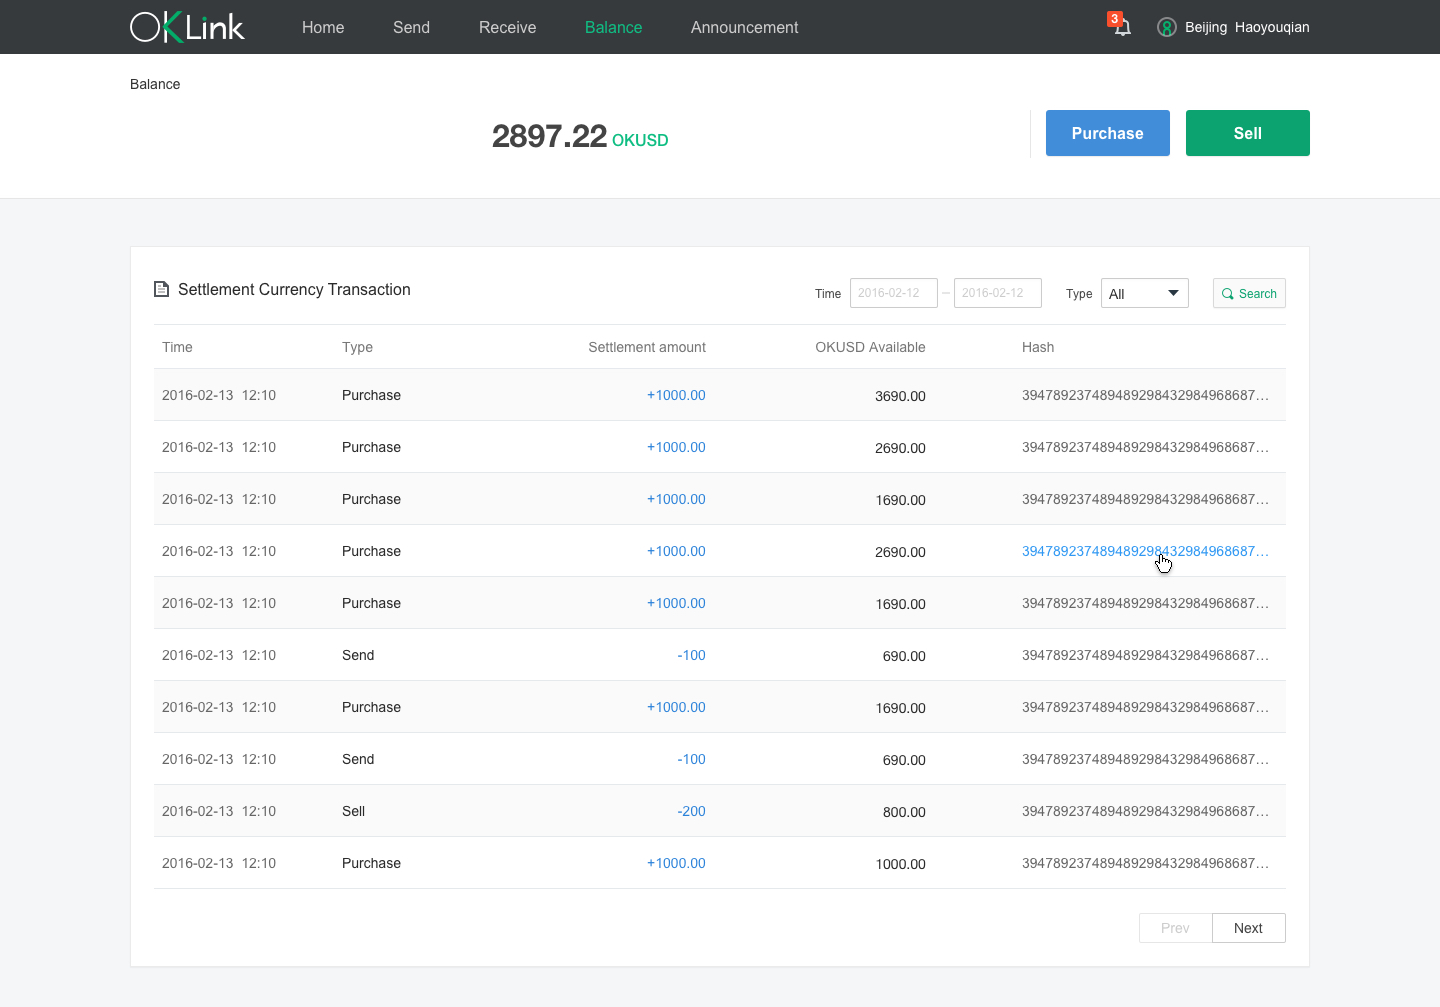 OKLink Home Send Receive Balance Announcement 3 Beijing Haoyouqian
Balance
2897.22 OKUSD Purchase Sell
Settlement Currency Transaction Time 2016-02-12 – 2016-02-12 Type All Search
Time Type Settlement amount OKUSD Available Hash
2016-02-13 12:10 Purchase +1000.00 3690.00 394789237489489298432984968687...
2016-02-13 12:10 Purchase +1000.00 2690.00 394789237489489298432984968687...
2016-02-13 12:10 Purchase +1000.00 1690.00 394789237489489298432984968687...
2016-02-13 12:10 Purchase +1000.00 2690.00 394789237489489298432984968687...
2016-02-13 12:10 Purchase +1000.00 1690.00 394789237489489298432984968687...
2016-02-13 12:10 Send -100 690.00 394789237489489298432984968687...
2016-02-13 12:10 Purchase +1000.00 1690.00 394789237489489298432984968687...
2016-02-13 12:10 Send -100 690.00 394789237489489298432984968687...
2016-02-13 12:10 Sell -200 800.00 394789237489489298432984968687...
2016-02-13 12:10 Purchase +1000.00 1000.00 394789237489489298432984968687...
Prev Next